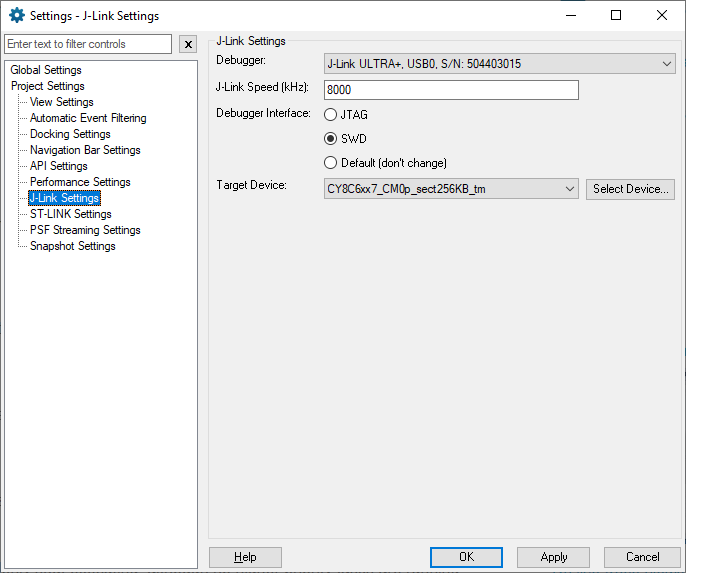 Settings - J-Link Settings
Enter text to filter controls
x
Global Settings
Project Settings
View Settings
Automatic Event Filtering
Docking Settings
Navigation Bar Settings
API Settings
Performance Settings
J-Link Settings
ST-LINK Settings
PSF Streaming Settings
Snapshot Settings
J-Link Settings
Debugger:
J-Link ULTRA+, USB0, S/N: 504403015
J-Link Speed (kHz):
8000
Debugger Interface:
JTAG
SWD
Default (don't change)
Target Device:
CY8C6xx7_CM0p_sect256KB_tm
Select Device...
Help
OK
Apply
Cancel